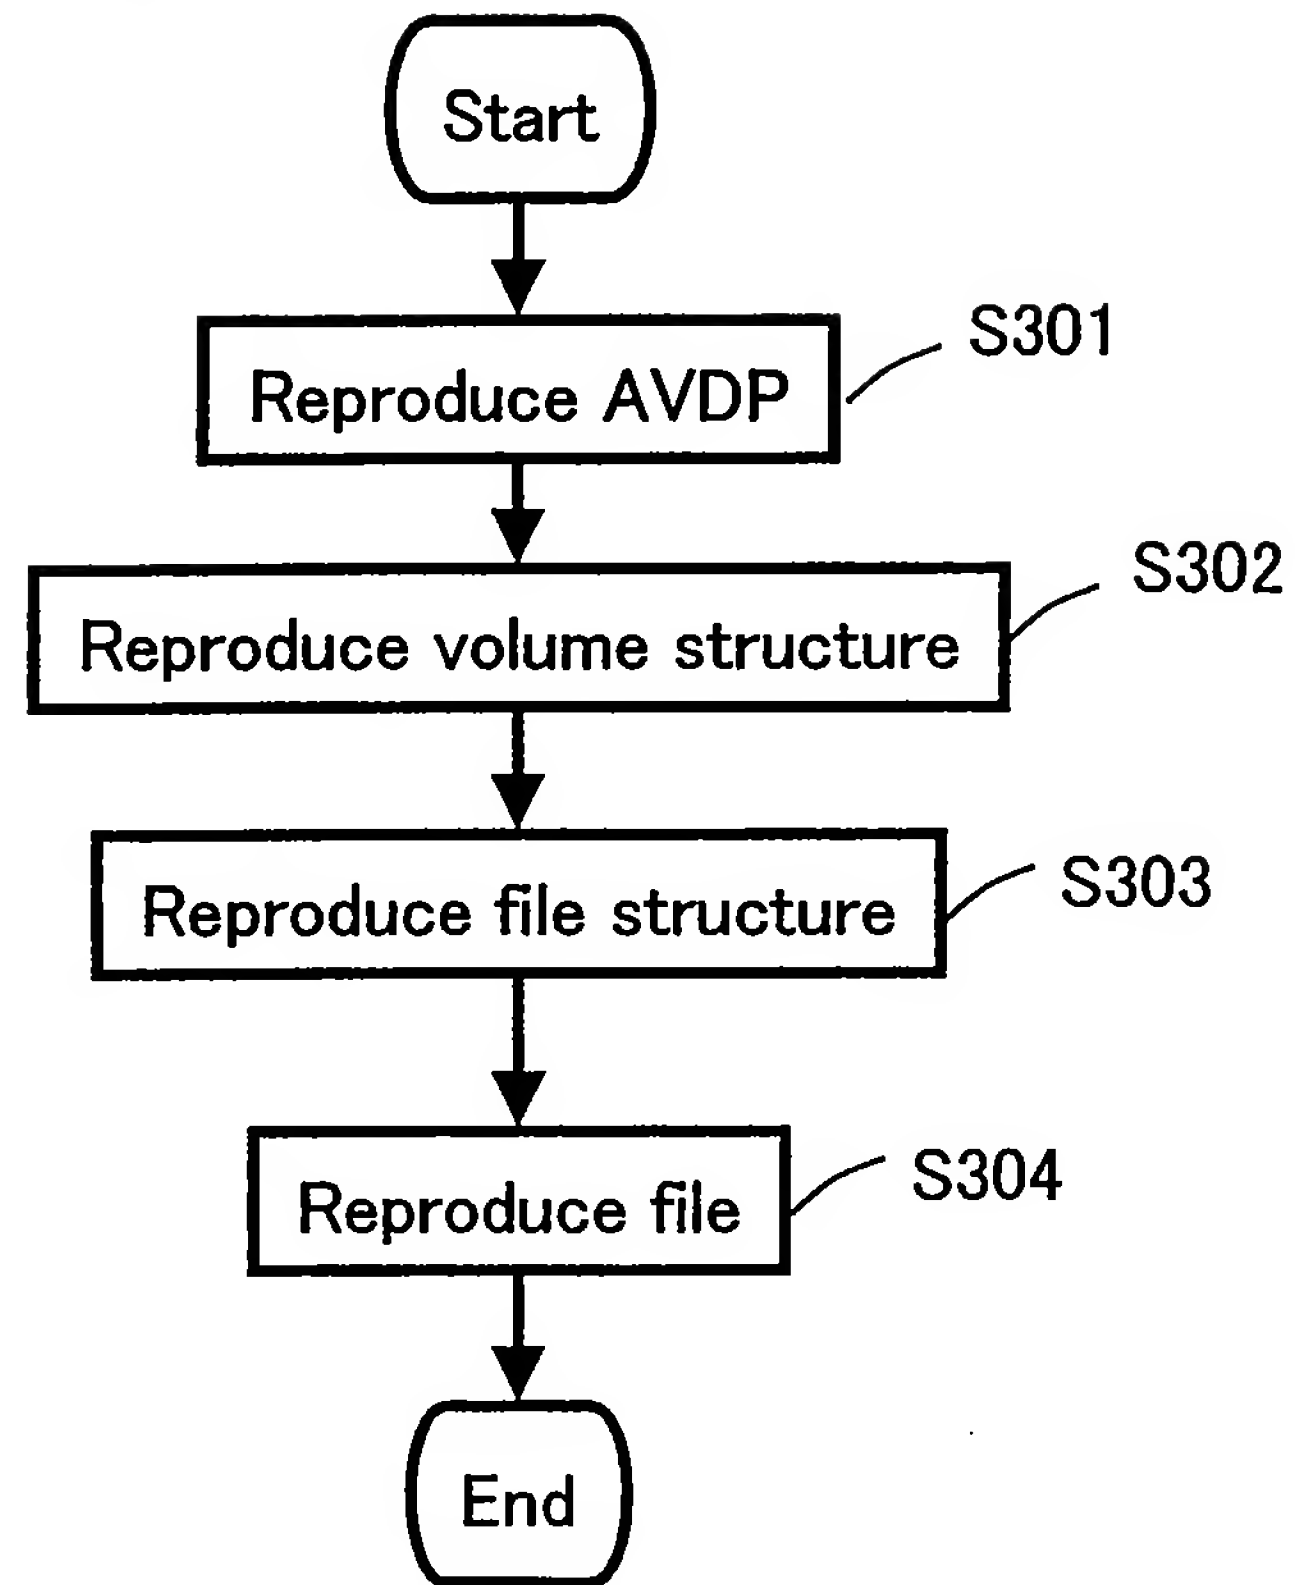 Start
Reproduce AVDP
S301
Reproduce volume structure
S302
Reproduce file structure
S303
Reproduce file
S304
End